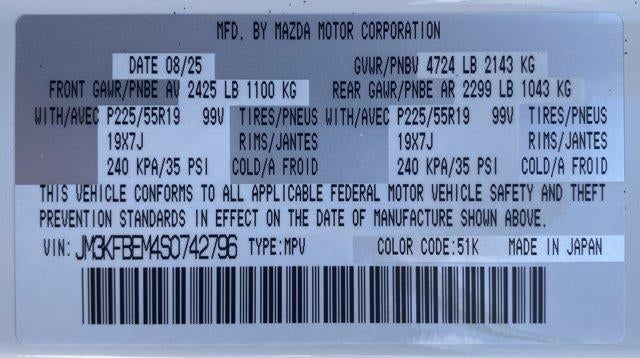 MFD. BY MAZDA MOTOR CORPORATION
DATE 08/25 GVWR/PNBV 4724 LB 2143 KG
FRONT GAWR/PNBE AV 2425 LB 1100 KG REAR GAWR/PNBE AR 2299 LB 1043 KG
WITH/AVEC P225/55R19 99V TIRES/PNEUS WITH/AVEC P225/55R19 99V TIRES/PNEUS
19X7J RIMS/JANTES 19X7J RIMS/JANTES
240 KPA/35 PSI COLD/A FROID 240 KPA/35 PSI COLD/A FROID
THIS VEHICLE CONFORMS TO ALL APPLICABLE FEDERAL MOTOR VEHICLE SAFETY AND THEFT
PREVENTION STANDARDS IN EFFECT ON THE DATE OF MANUFACTURE SHOWN ABOVE.
VIN: JM3KFBEM4S0742796 TYPE:MPV COLOR CODE:51K MADE IN JAPAN